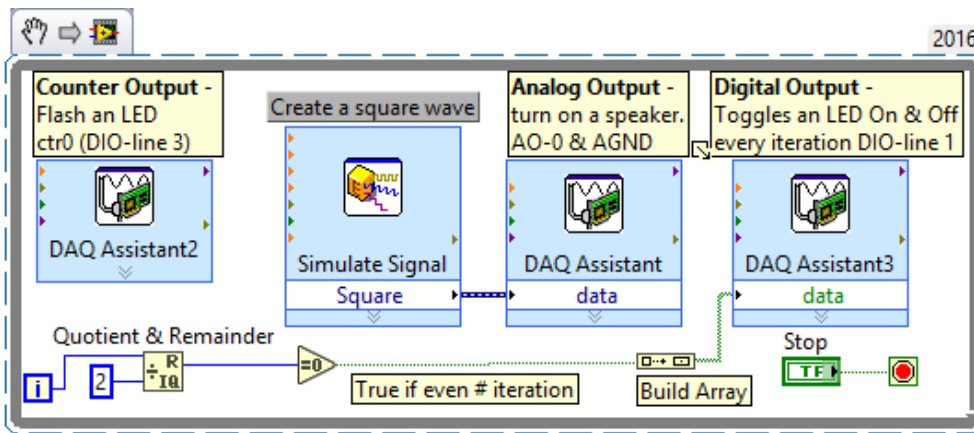 2016
Counter Output -
Flash an LED
ctr0 (DIO-line 3)
DAQ Assistant2
Create a square wave
Simulate Signal
Square
Analog Output -
turn on a speaker.
AO-0 & AGND
DAQ Assistant
data
Digital Output -
Toggles an LED On & Off
every iteration DIO-line 1
DAQ Assistant3
data
Quotient & Remainder
i
2
R
IQ
=0
True if even # iteration
Build Array
Stop
TF